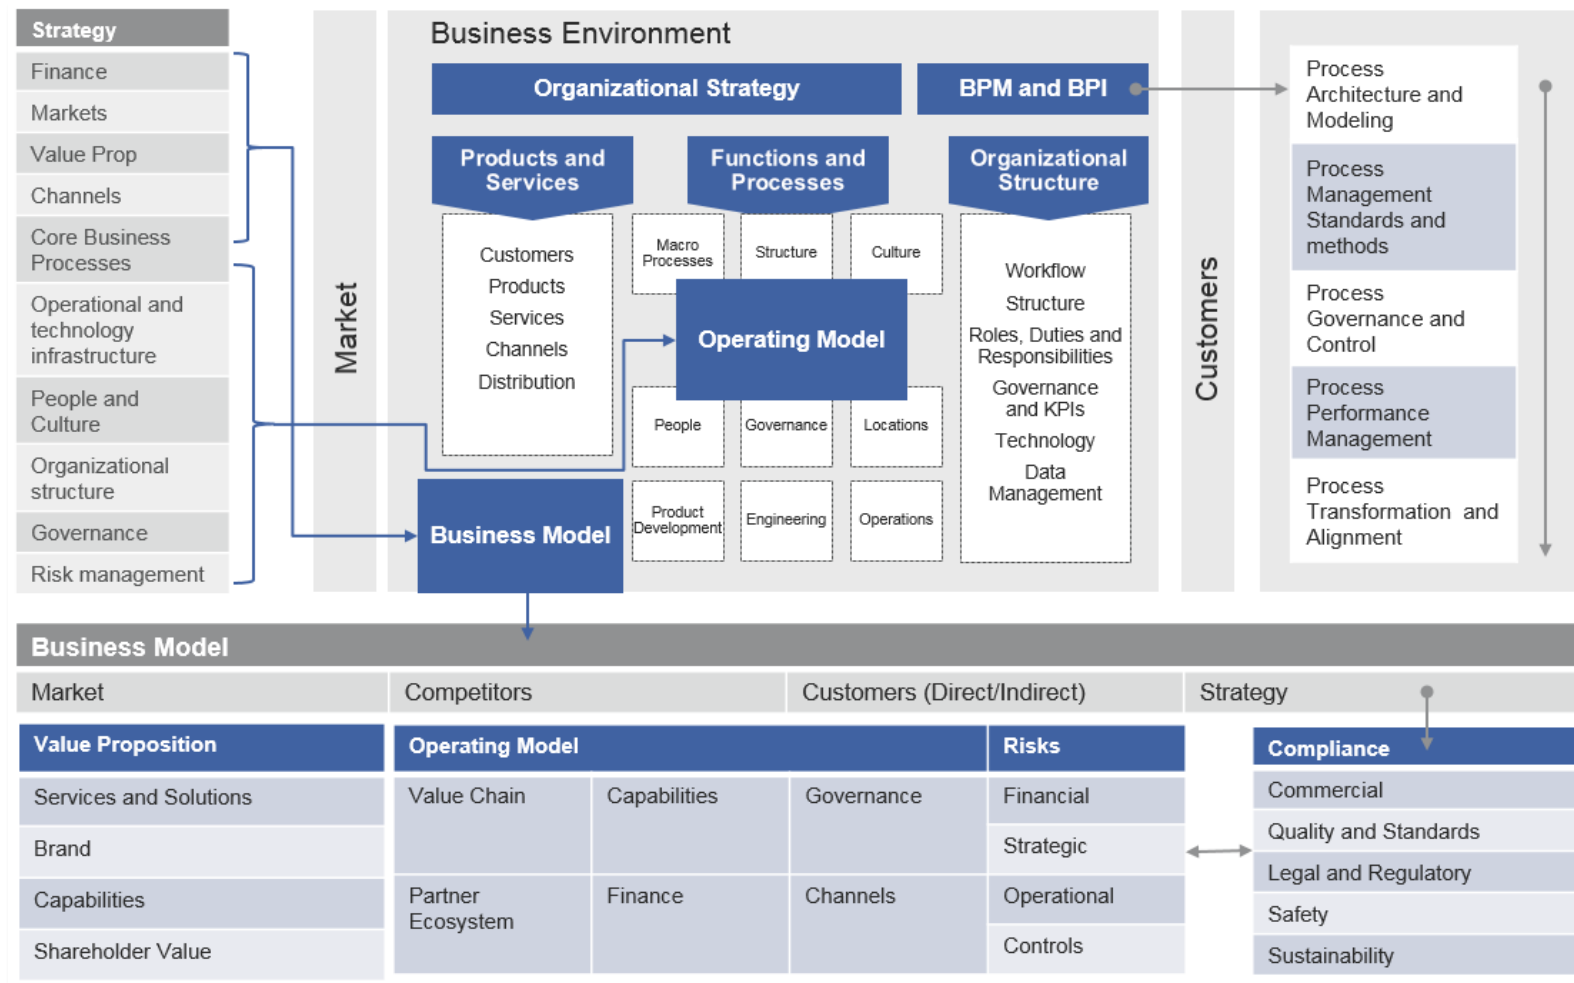 Strategy
Finance
Markets
Value Prop
Channels
Core Business
Processes
Operational and
technology
infrastructure
People and
Culture
Organizational
structure
Governance
Risk management
Market
Business Environment
Organizational Strategy
BPM and BPI
Products and
Services
Customers
Products
Services
Channels
Distribution
Functions and
Processes
Macro
Processes
Structure
Culture
Operating Model
People
Governance
Locations
Product
Development
Engineering
Operations
Business Model
Organizational
Structure
Workflow
Structure
Roles, Duties and
Responsibilities
Governance
and KPIs
Technology
Data
Management
Customers
Process
Architecture and
Modeling
Process
Management
Standards and
methods
Process
Governance and
Control
Process
Performance
Management
Process
Transformation and
Alignment
Business Model
Market
Competitors
Customers (Direct/Indirect)
Strategy
Value Proposition
Services and Solutions
Brand
Capabilities
Shareholder Value
Operating Model
Value Chain
Capabilities
Governance
Partner
Ecosystem
Finance
Channels
Risks
Financial
Strategic
Operational
Controls
Compliance
Commercial
Quality and Standards
Legal and Regulatory
Safety
Sustainability